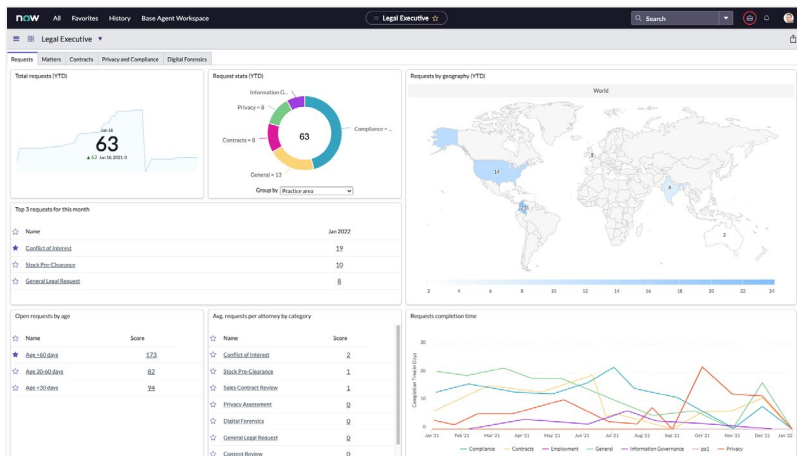 now All Favorites History Base Agent Workspace Legal Executive Search
Legal Executive
Requests Matters Contracts Privacy and Compliance Digital Forensics
Total requests (YTD)
Jan 18
63
63 Jan 18, 2021-0
Request stats (YTD)
Information G...
Privacy = 8
Contracts = 8
Compliance = ...
63
General = 13
Group by Practice area
Requests by geography (YTD)
World
14
3
6
2
2 4 6 8 10 12 14 16 18 20 22 24
Top 3 requests for this month
Name Jan 2022
Conflict of Interest 19
Stock Pre-Clearance 10
General Legal Request 8
Open requests by age
Name Score
Age >60 days 173
Age 30-60 days 82
Age <30 days 94
Avg. requests per attorney by category
Name Score
Conflict of Interest 2
Stock Pre-Clearance 1
Sales Contract Review 1
Privacy Assessment 0
Digital Forensics 0
General Legal Request 0
Content Review 0
Requests completion time
Completion Time in Days
30
20
10
0
Jan '21 Feb '21 Mar '21 Apr '21 May '21 Jun '21 Jul '21 Aug '21 Sep '21 Oct '21 Nov '21 Dec '21 Jan '22
Compliance Contracts Employment General Information Governance pa1 Privacy